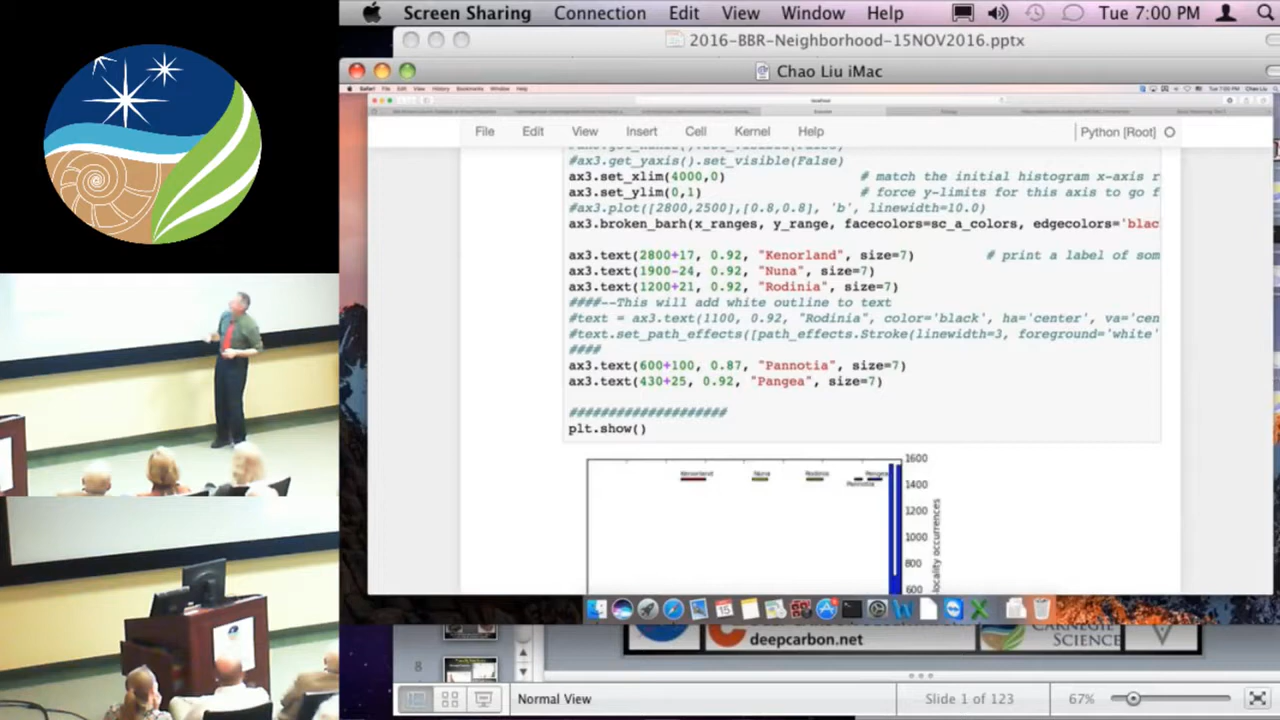 Screen Sharing Connection Edit View Window Help Tue 7:00 PM
2016-BBR-Neighborhood-15NOV2016.pptx
Chao Liu iMac
File Edit View Insert Cell Kernel Help Python [Root]
#ax3.get_yaxis().set_visible(False)
ax3.set_xlim(4000,0) # match the initial histogram x-axis r
ax3.set_ylim(0,1) # force y-limits for this axis to go f
#ax3.plot([2800,2500],[0.8,0.8], 'b', linewidth=10.0)
ax3.broken_barh(x_ranges, y_range, facecolors=sc_a_colors, edgecolors='blac
ax3.text(2800+17, 0.92, "Kenorland", size=7) # print a label of som
ax3.text(1900-24, 0.92, "Nuna", size=7)
ax3.text(1200+21, 0.92, "Rodinia", size=7)
####--This will add white outline to text
#text = ax3.text(1100, 0.92, "Rodinia", color='black', ha='center', va='cen
#text.set_path_effects([path_effects.Stroke(linewidth=3, foreground='white'
####
ax3.text(600+100, 0.87, "Pannotia", size=7)
ax3.text(430+25, 0.92, "Pangea", size=7)
####################
plt.show()
Kenorland Nuna Rodinia Pangea
Pannotia
1600
1400
1200
1000
800
600
locality occurrences
deepcarbon.net
CARNEGIE
SCIENCE
8
Normal View Slide 1 of 123 67%